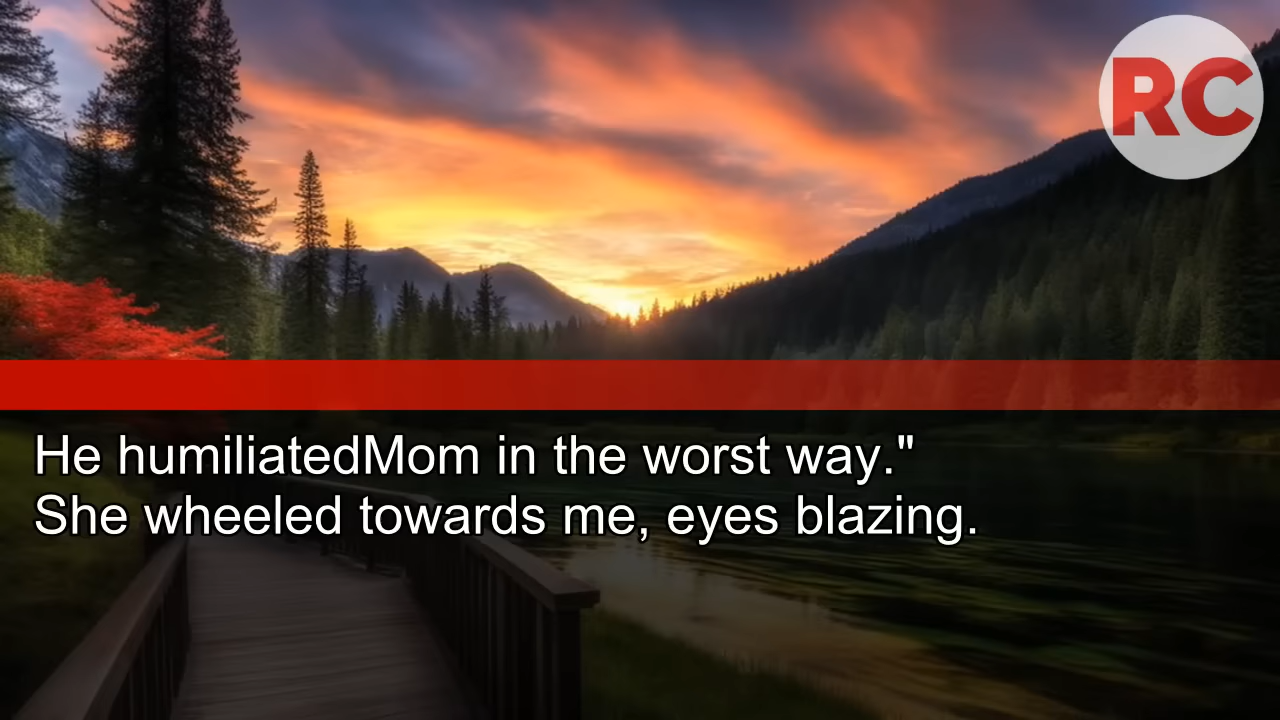 RC
He humiliatedMom in the worst way."
She wheeled towards me, eyes blazing.